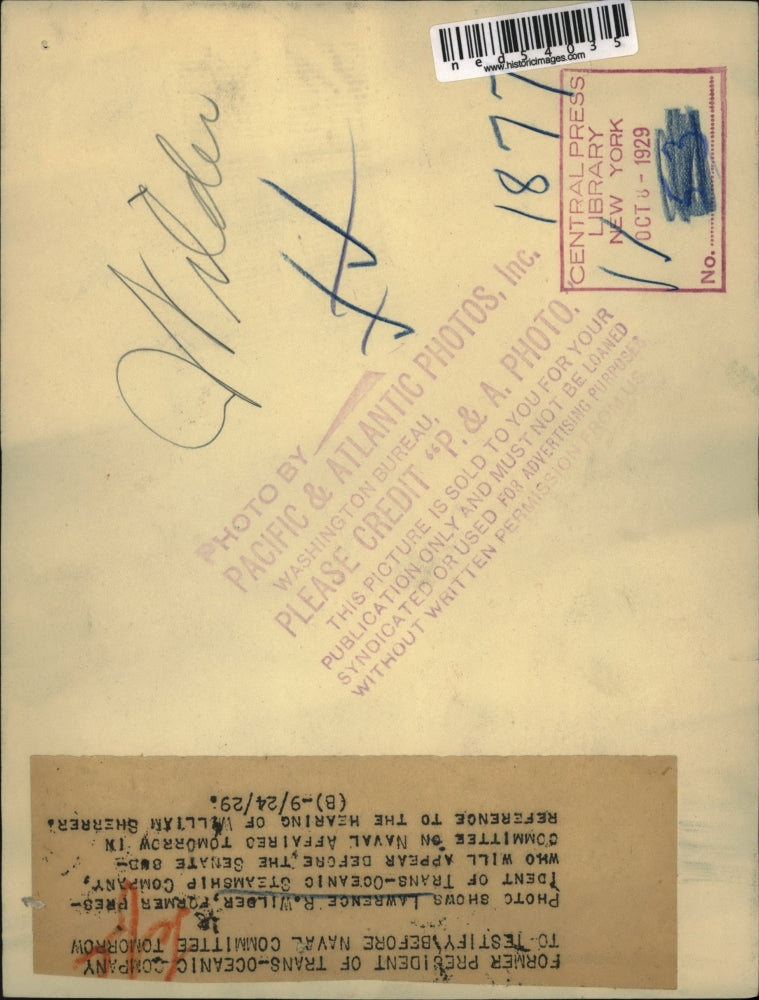 ned54035
www.historicimages.com
CENTRAL PRESS
LIBRARY
NEW YORK
OCT 8 - 1929
No.
1877
Wilder
PHOTO BY
PACIFIC & ATLANTIC PHOTOS, Inc.
WASHINGTON BUREAU,
PLEASE CREDIT "P. & A. PHOTO."
THIS PICTURE IS SOLD TO YOU FOR YOUR
PUBLICATION ONLY AND MUST NOT BE LOANED
SYNDICATED OR USED FOR ADVERTISING PURPOSES
WITHOUT WRITTEN PERMISSION FROM US.
FORMER PRESIDENT OF TRANS-OCEANIC COMPANY
TO TESTIFY BEFORE NAVAL COMMITTEE TOMORROW
PHOTO SHOWS LAWRENCE R. WILDER, FORMER PRES-
IDENT OF TRANS-OCEANIC STEAMSHIP COMPANY,
WHO WILL APPEAR BEFORE THE SENATE SUB-
COMMITTEE ON NAVAL AFFAIRS TOMORROW IN
REFERENCE TO THE HEARING OF WILLIAM SHERRER.
(B)-9/24/29.